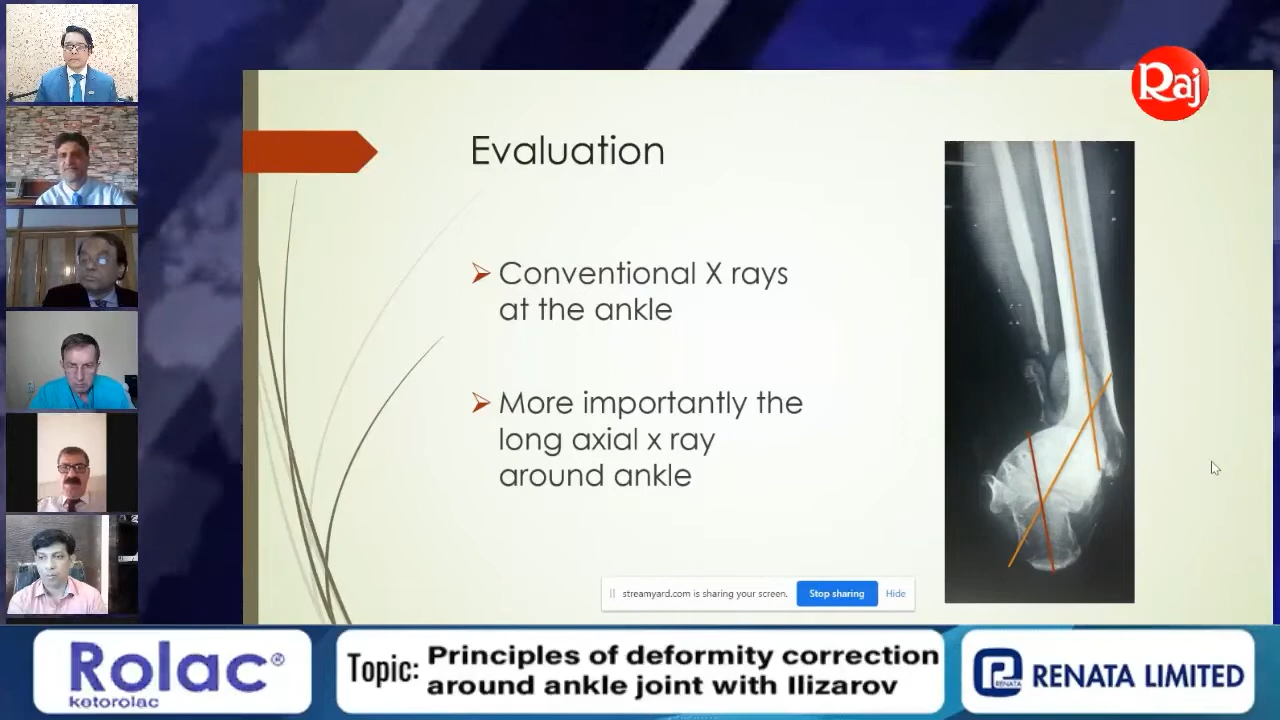 Raj
Evaluation
Conventional X rays
at the ankle
More importantly the
long axial x ray
around ankle
streamyard.com is sharing your screen.
Stop sharing
Hide
Rolac®
ketorolac
Topic:
Principles of deformity correction
around ankle joint with Ilizarov
RENATA
RENATA LIMITED